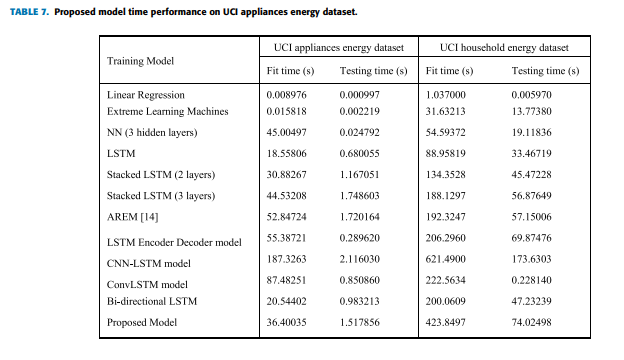 TABLE 7. Proposed model time performance on UCI appliances energy dataset.
Training Model UCI appliances energy dataset UCI household energy dataset
Fit time (s) Testing time (s) Fit time (s) Testing time (s)
Linear Regression 0.008976 0.000997 1.037000 0.005970
Extreme Learning Machines 0.015818 0.002219 31.63213 13.77380
NN (3 hidden layers) 45.00497 0.024792 54.59372 19.11836
LSTM 18.55806 0.680055 88.95819 33.46719
Stacked LSTM (2 layers) 30.88267 1.167051 134.3528 45.47228
Stacked LSTM (3 layers) 44.53208 1.748603 188.1297 56.87649
AREM [14] 52.84724 1.720164 192.3247 57.15006
LSTM Encoder Decoder model 55.38721 0.289620 206.2960 69.87476
CNN-LSTM model 187.3263 2.116030 621.4900 173.6303
ConvLSTM model 87.48251 0.850860 222.5634 0.228140
Bi-directional LSTM 20.54402 0.983213 200.0609 47.23239
Proposed Model 36.40035 1.517856 423.8497 74.02498